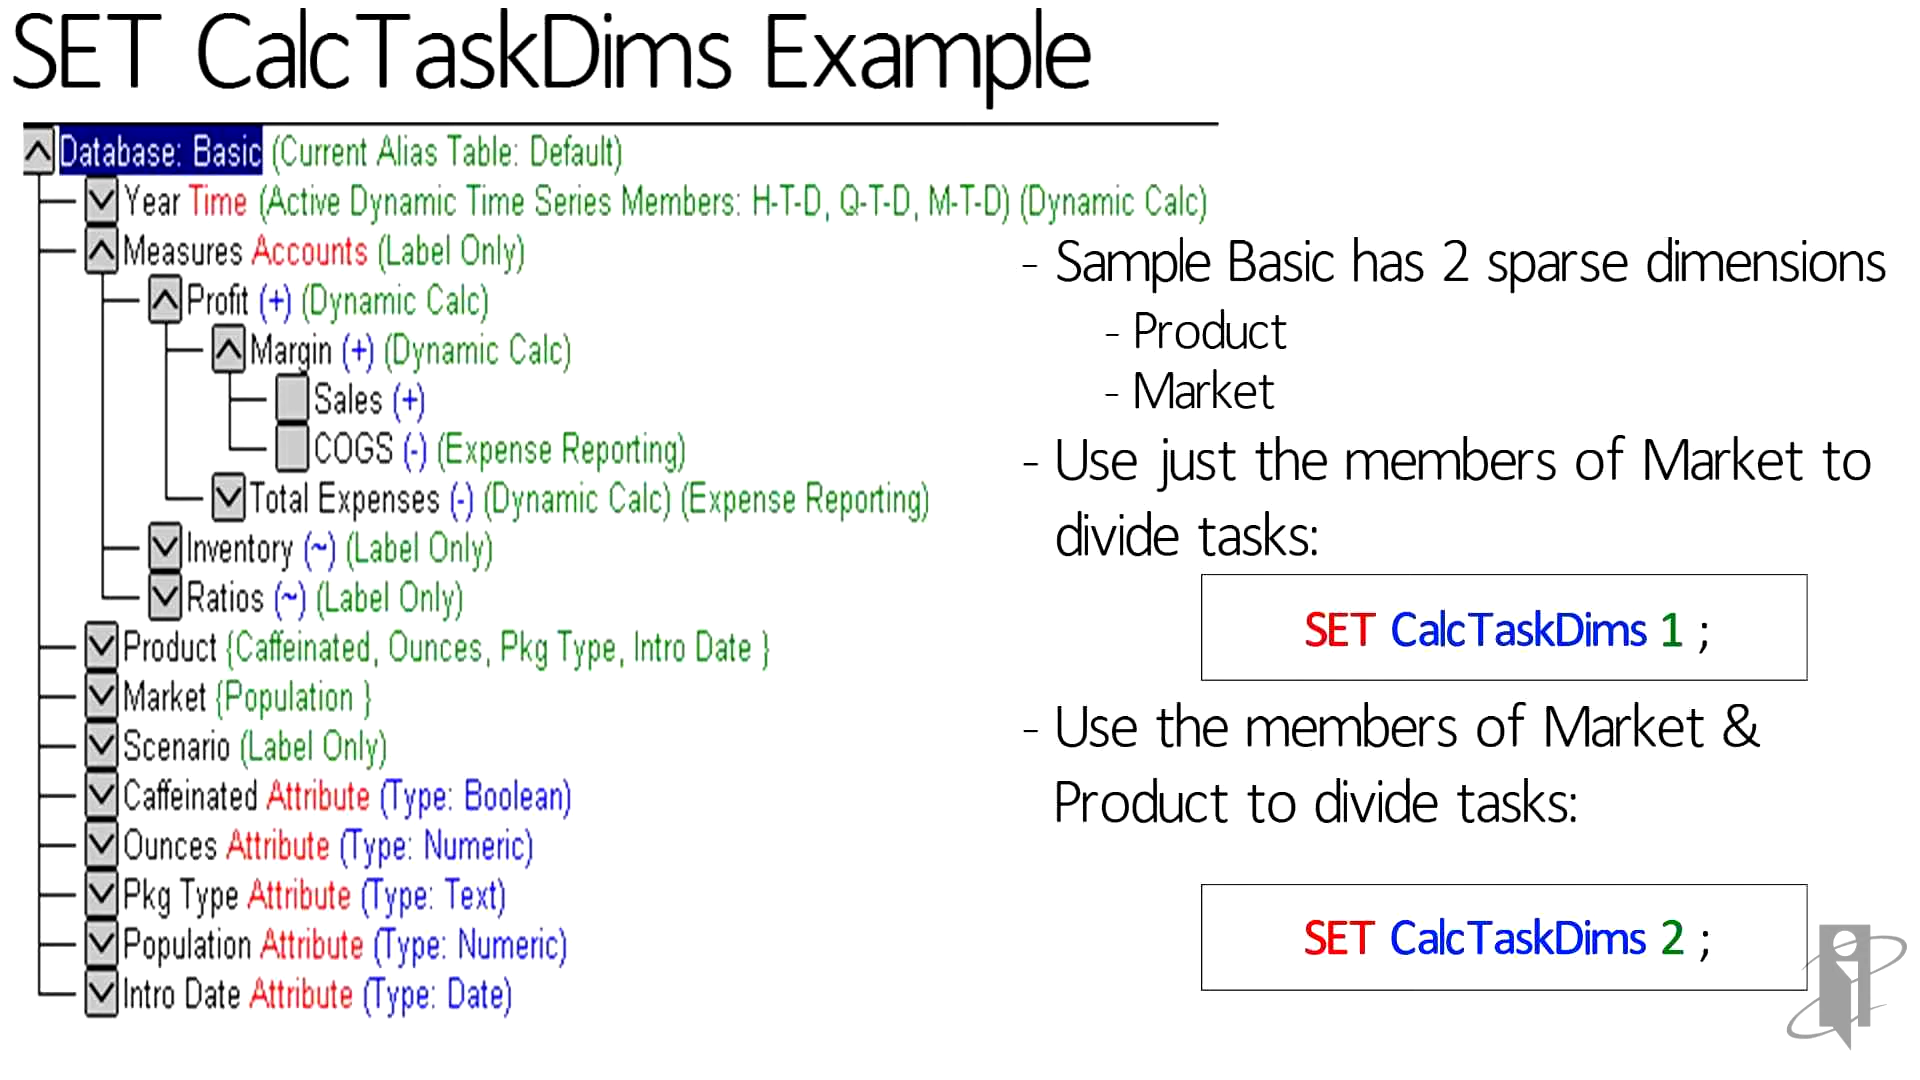 SET CalcTaskDims Example
Database: Basic (Current Alias Table: Default)
Year Time (Active Dynamic Time Series Members: H-T-D, Q-T-D, M-T-D) (Dynamic Calc)
Measures Accounts (Label Only)
Profit (+) (Dynamic Calc)
Margin (+) (Dynamic Calc)
Sales (+)
COGS (-) (Expense Reporting)
Total Expenses (-) (Dynamic Calc) (Expense Reporting)
Inventory (~) (Label Only)
Ratios (~) (Label Only)
Product {Caffeinated, Ounces, Pkg Type, Intro Date }
Market {Population }
Scenario (Label Only)
Caffeinated Attribute (Type: Boolean)
Ounces Attribute (Type: Numeric)
Pkg Type Attribute (Type: Text)
Population Attribute (Type: Numeric)
Intro Date Attribute (Type: Date)
- Sample Basic has 2 sparse dimensions
- Product
- Market
- Use just the members of Market to
divide tasks:
SET CalcTaskDims 1 ;
- Use the members of Market &
Product to divide tasks:
SET CalcTaskDims 2 ;